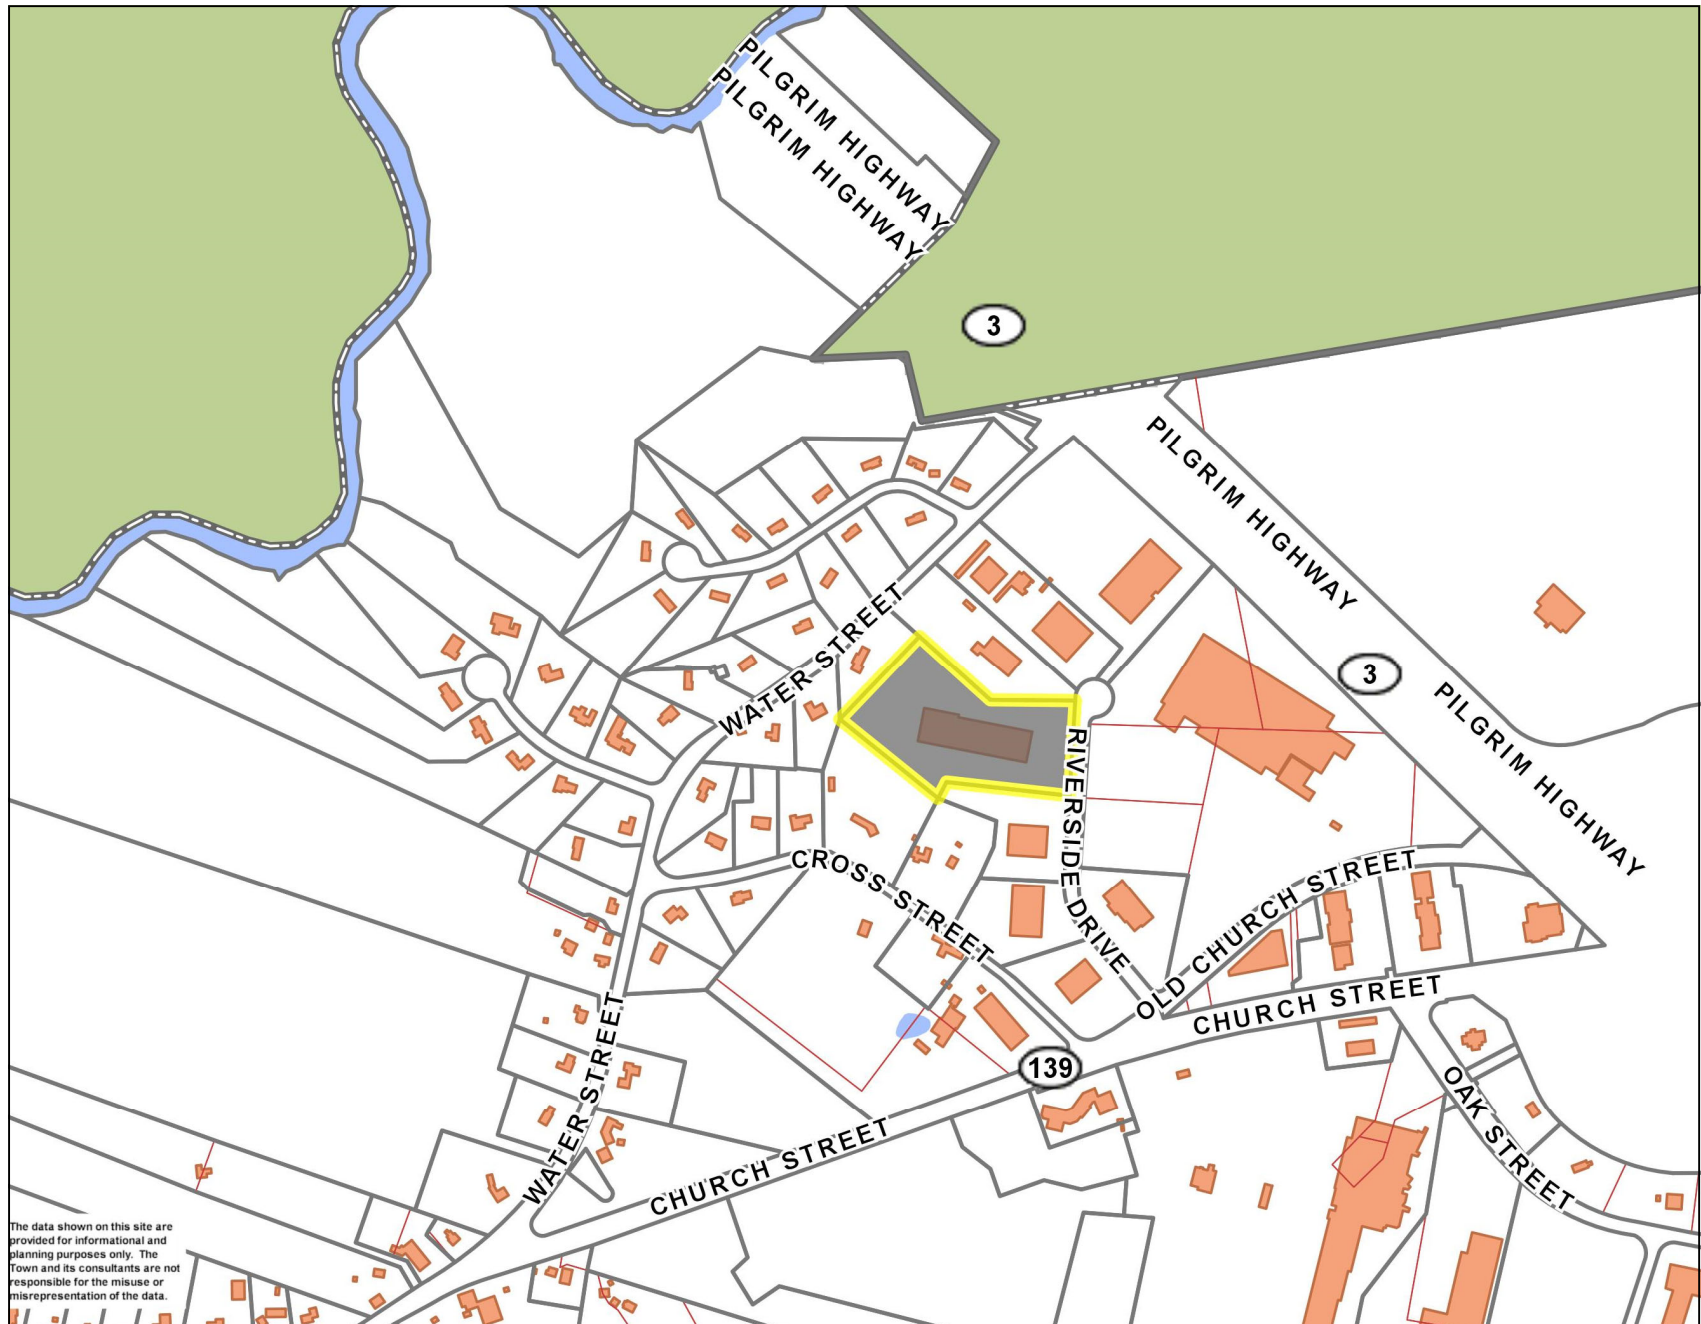 PILGRIM HIGHWAY
PILGRIM HIGHWAY
3
PILGRIM HIGHWAY
WATER STREET
3
PILGRIM HIGHWAY
RIVERSIDE DRIVE
CROSS STREET
OLD CHURCH STREET
CHURCH STREET
WATER STREET
139
OAK STREET
CHURCH STREET
The data shown on this site are
provided for informational and
planning purposes only. The
Town and its consultants are not
responsible for the misuse or
misrepresentation of the data.